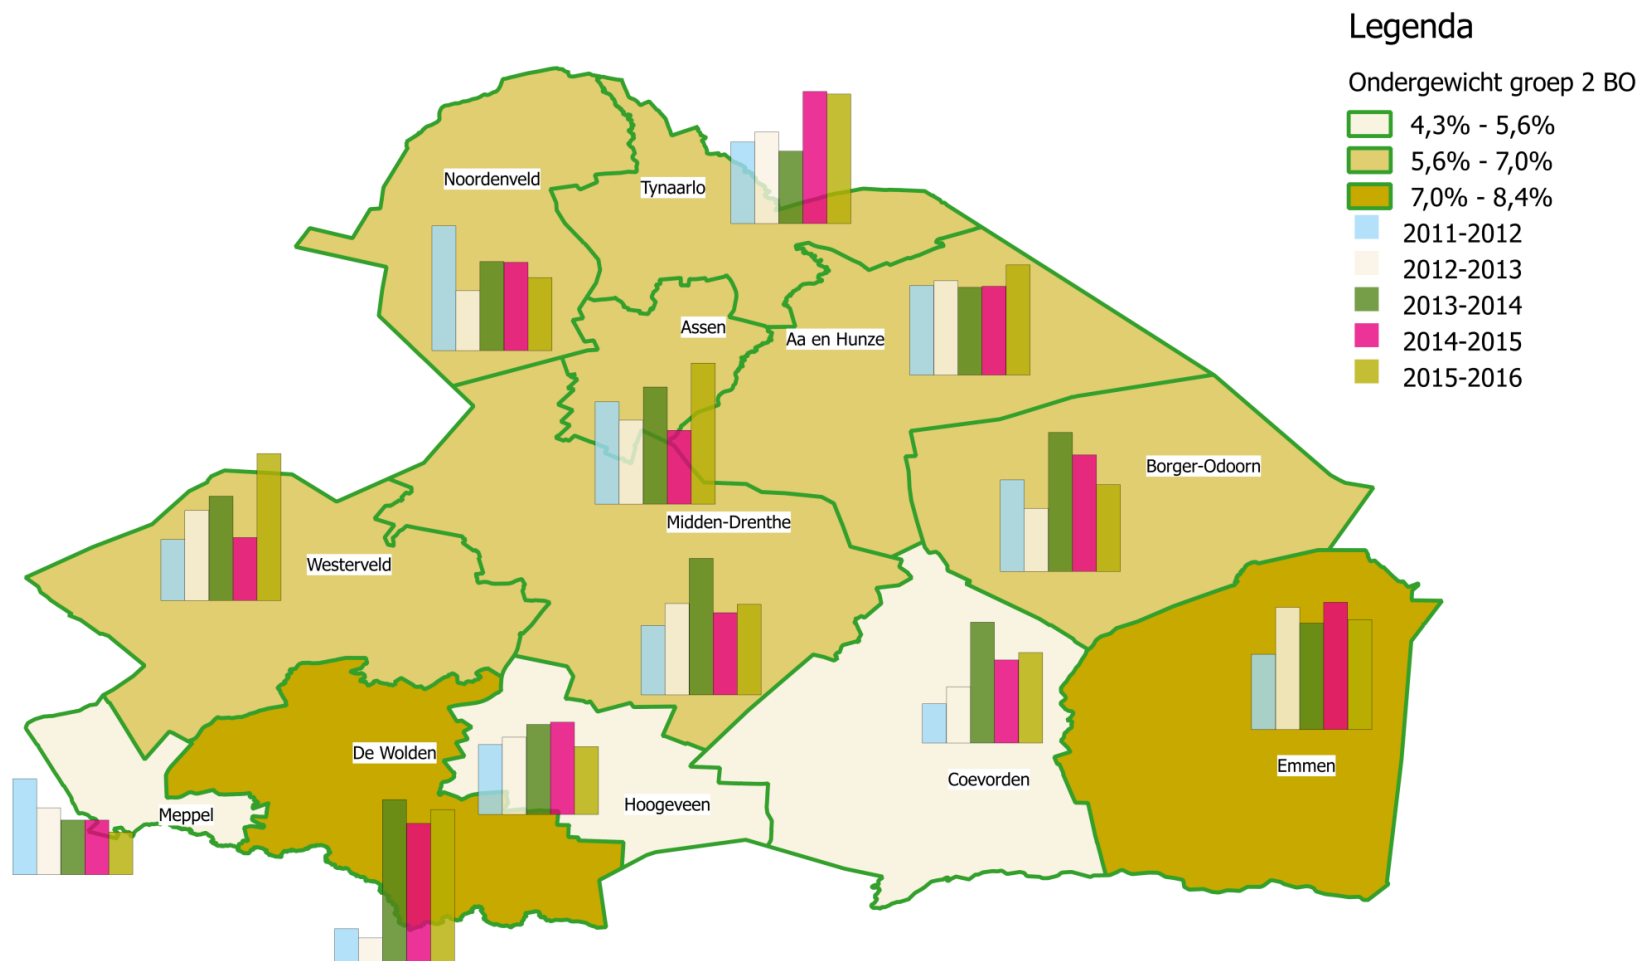 Legenda
Ondergewicht groep 2 BO
4,3% - 5,6%
5,6% - 7,0%
7,0% - 8,4%
2011-2012
2012-2013
2013-2014
2014-2015
2015-2016
Noordenveld
Tynaarlo
Assen
Aa en Hunze
Borger-Odoorn
Midden-Drenthe
Westerveld
De Wolden
Emmen
Coevorden
Hoogeveen
Meppel